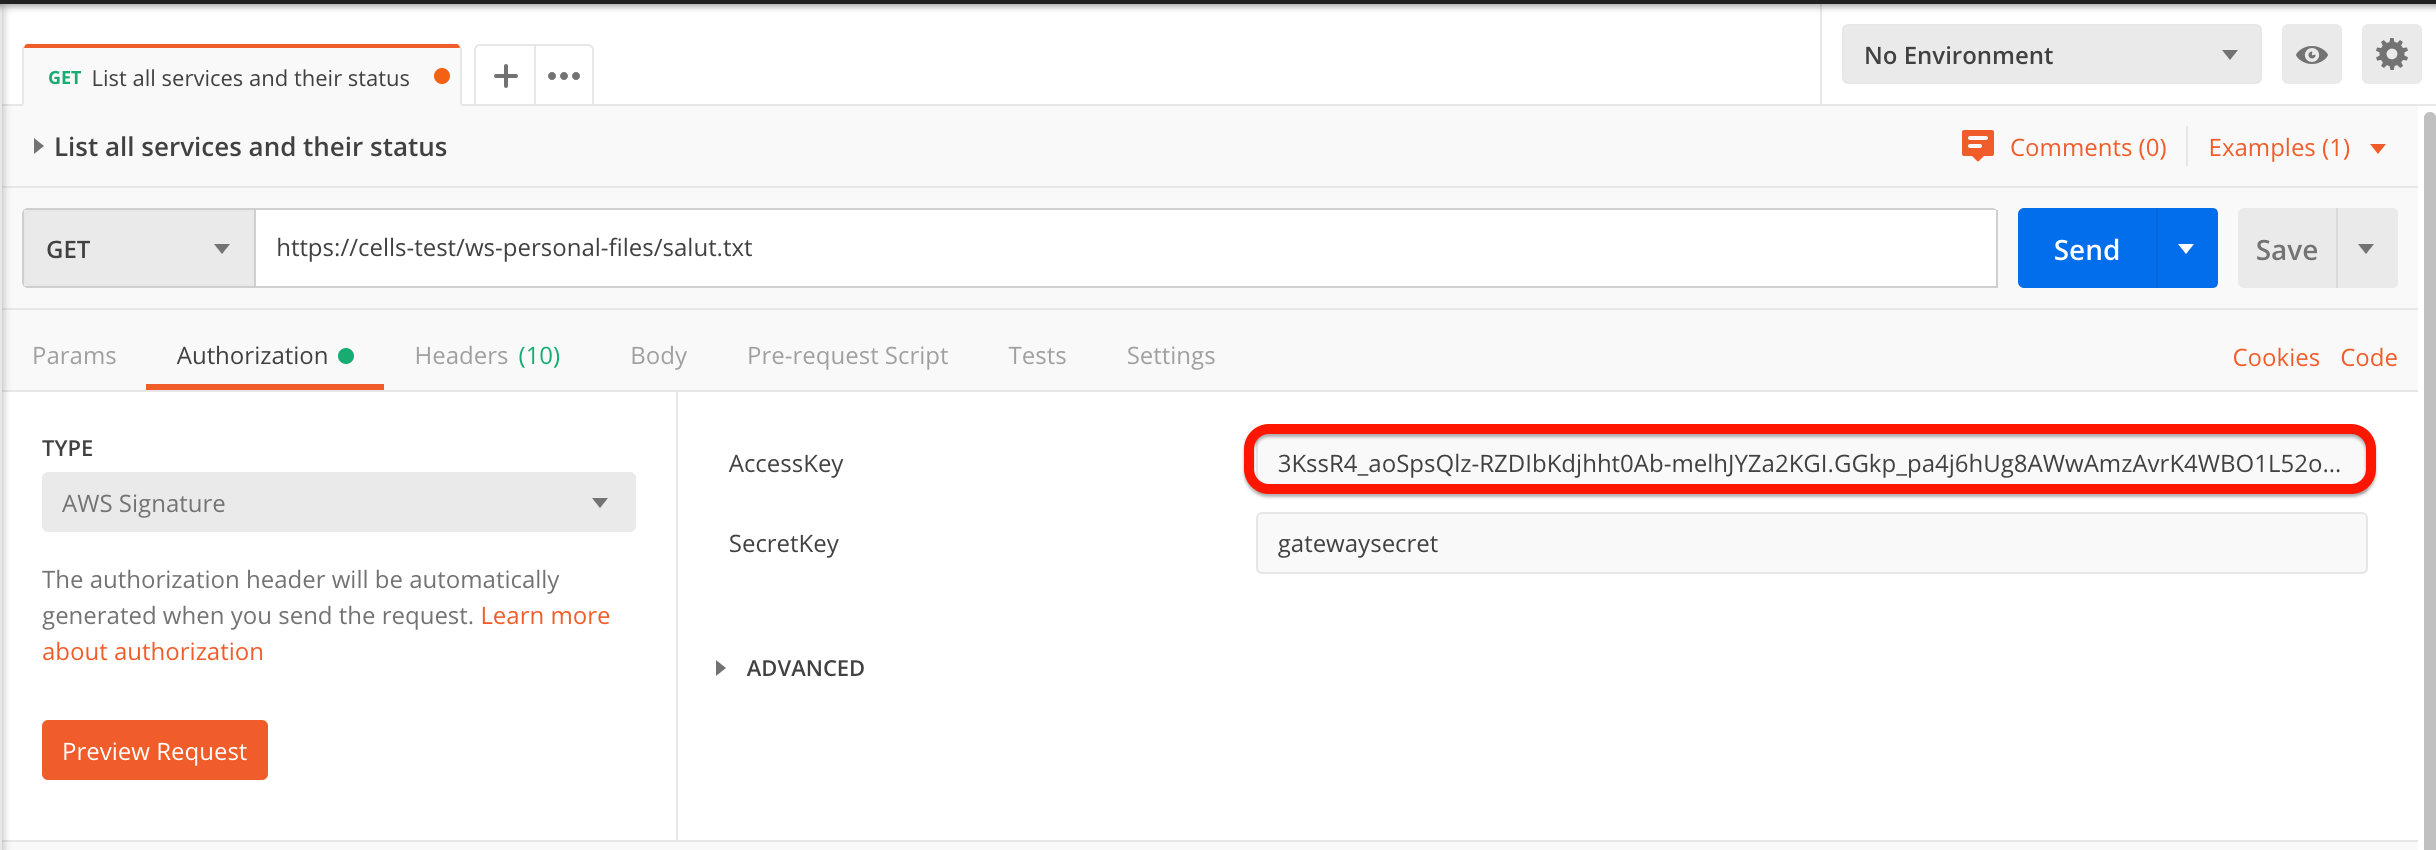 GET List all services and their status
No Environment
List all services and their status
Comments (0)
Examples (1)
GET
https://cells-test/ws-personal-files/salut.txt
Send
Save
Params
Authorization
Headers (10)
Body
Pre-request Script
Tests
Settings
Cookies
Code
TYPE
AWS Signature
The authorization header will be automatically
generated when you send the request. Learn more
about authorization
Preview Request
AccessKey
3KssR4_aoSpsQlz-RZDIbKdjhht0Ab-melhJYZa2KGI.GGkp_pa4j6hUg8AWwAmzAvrK4WBO1L52o...
SecretKey
gatewaysecret
ADVANCED